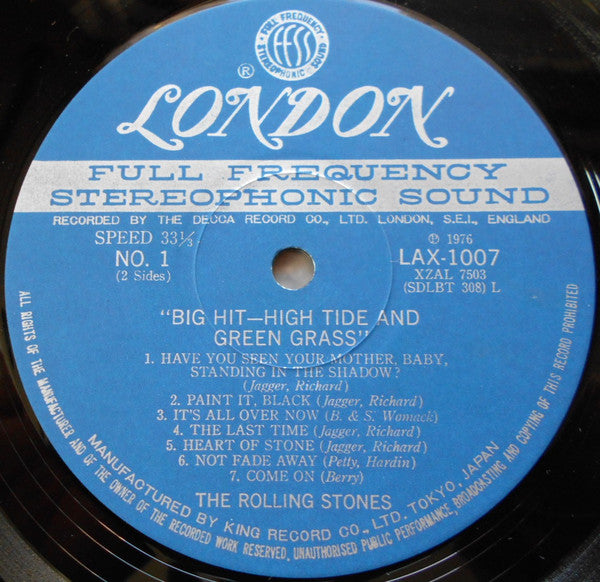 FULL FREQUENCY
FFSS
STEREOPHONIC SOUND
®
LONDON
FULL FREQUENCY
STEREOPHONIC SOUND
RECORDED BY THE DECCA RECORD CO., LTD. LONDON, S.E.I., ENGLAND
SPEED 33⅓
NO. 1
(2 Sides)
℗ 1976
LAX-1007
XZAL 7503
(SDLBT 308) L
"BIG HIT—HIGH TIDE AND
GREEN GRASS"
1. HAVE YOU SEEN YOUR MOTHER, BABY,
STANDING IN THE SHADOW?
(Jagger, Richard)
2. PAINT IT, BLACK (Jagger, Richard)
3. IT'S ALL OVER NOW (B. & S. Womack)
4. THE LAST TIME (Jagger, Richard)
5. HEART OF STONE (Jagger, Richard)
6. NOT FADE AWAY (Petty, Hardin)
7. COME ON (Berry)
THE ROLLING STONES
MANUFACTURED BY KING RECORD CO., LTD. TOKYO, JAPAN
ALL RIGHTS OF THE MANUFACTURER AND OF THE OWNER OF THE RECORDED WORK RESERVED. UNAUTHORISED PUBLIC PERFORMANCE, BROADCASTING AND COPYING OF THIS RECORD PROHIBITED